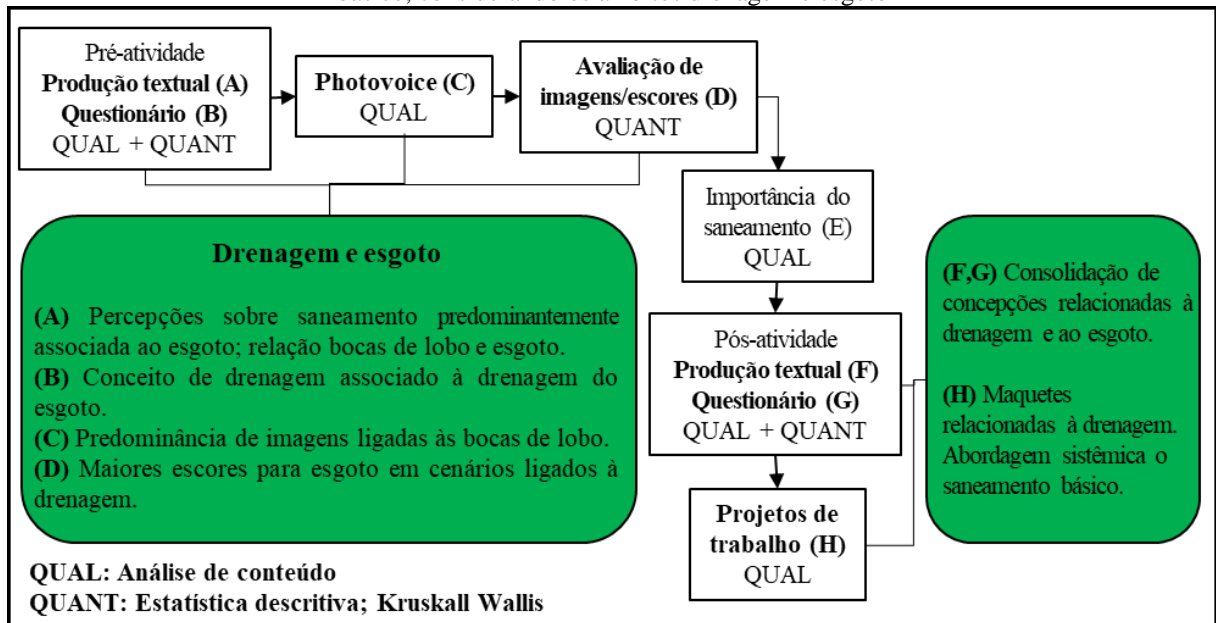 Pré-atividade
Produção textual (A)
Questionário (B)
QUAL + QUANT
Photovoice (C)
QUAL
Avaliação de
imagens/escores (D)
QUANT
Importância do
saneamento (E)
QUAL
Drenagem e esgoto
(A) Percepções sobre saneamento predominantemente
associada ao esgoto; relação bocas de lobo e esgoto.
(B) Conceito de drenagem associado à drenagem do
esgoto.
(C) Predominância de imagens ligadas às bocas de lobo.
(D) Maiores escores para esgoto em cenários ligados à
drenagem.
Pós-atividade
Produção textual (F)
Questionário (G)
QUAL + QUANT
Projetos de
trabalho (H)
QUAL
(F,G) Consolidação de
concepções relacionadas à
drenagem e ao esgoto.
(H) Maquetes
relacionadas à drenagem.
Abordagem sistêmica o
saneamento básico.
QUAL: Análise de conteúdo
QUANT: Estatística descritiva; Kruskall Wallis